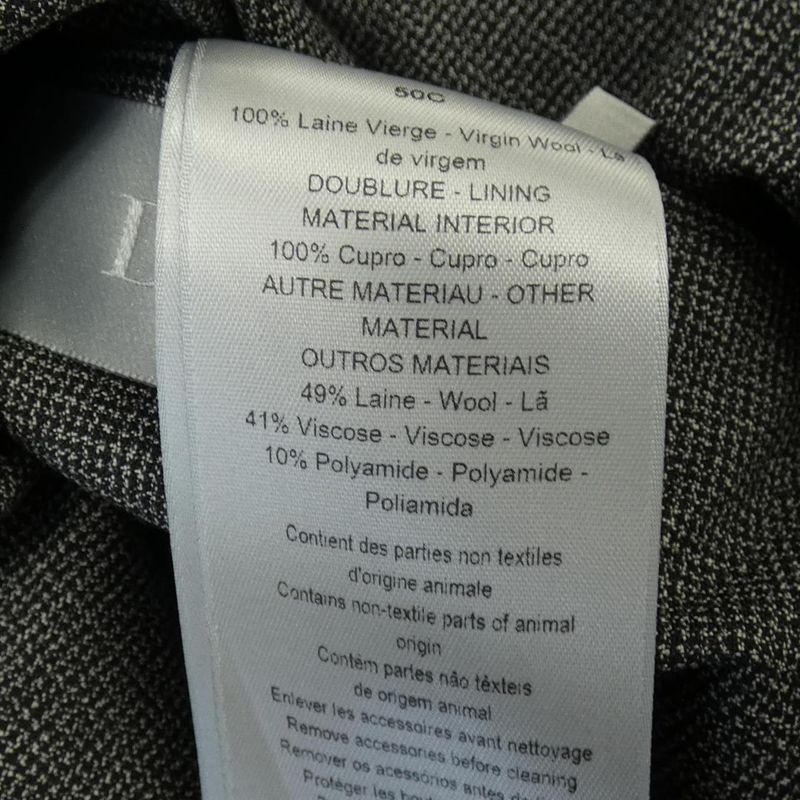 50C
100% Laine Vierge - Virgin Wool - Lã
de virgem
DOUBLURE - LINING
MATERIAL INTERIOR
100% Cupro - Cupro - Cupro
AUTRE MATERIAU - OTHER
MATERIAL
OUTROS MATERIAIS
49% Laine - Wool - Lã
41% Viscose - Viscose - Viscose
10% Polyamide - Polyamide -
Poliamida
Contient des parties non textiles
d'origine animale
Contains non-textile parts of animal
origin
Contém partes não têxteis
de origem animal
Enlever les accessoires avant nettoyage
Remove accessories before cleaning
Remover os acessórios antes
Protéger les